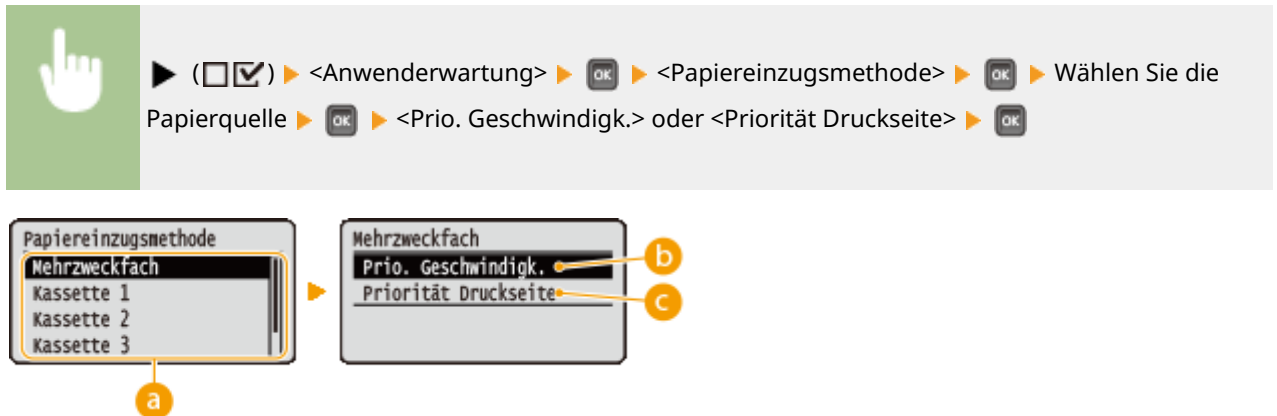 ▶ (☐☑) ▶ <Anwenderwartung> ▶ OK ▶ <Papiereinzugsmethode> ▶ OK ▶ Wählen Sie die
Papierquelle ▶ OK ▶ <Prio. Geschwindigk.> oder <Priorität Druckseite> ▶ OK
Papiereinzugsmethode
Mehrzweckfach
Kassette 1
Kassette 2
Kassette 3
a
Mehrzweckfach
Prio. Geschwindigk.
b
Priorität Druckseite
c